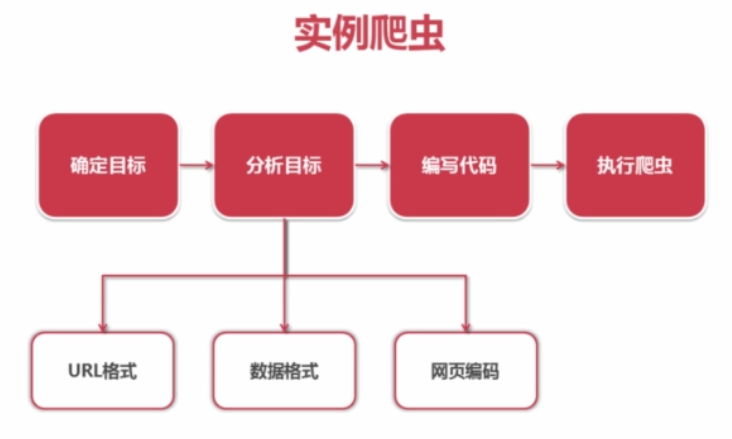 实例爬虫
确定目标
分析目标
编写代码
执行爬虫
URL格式
数据格式
网页编码